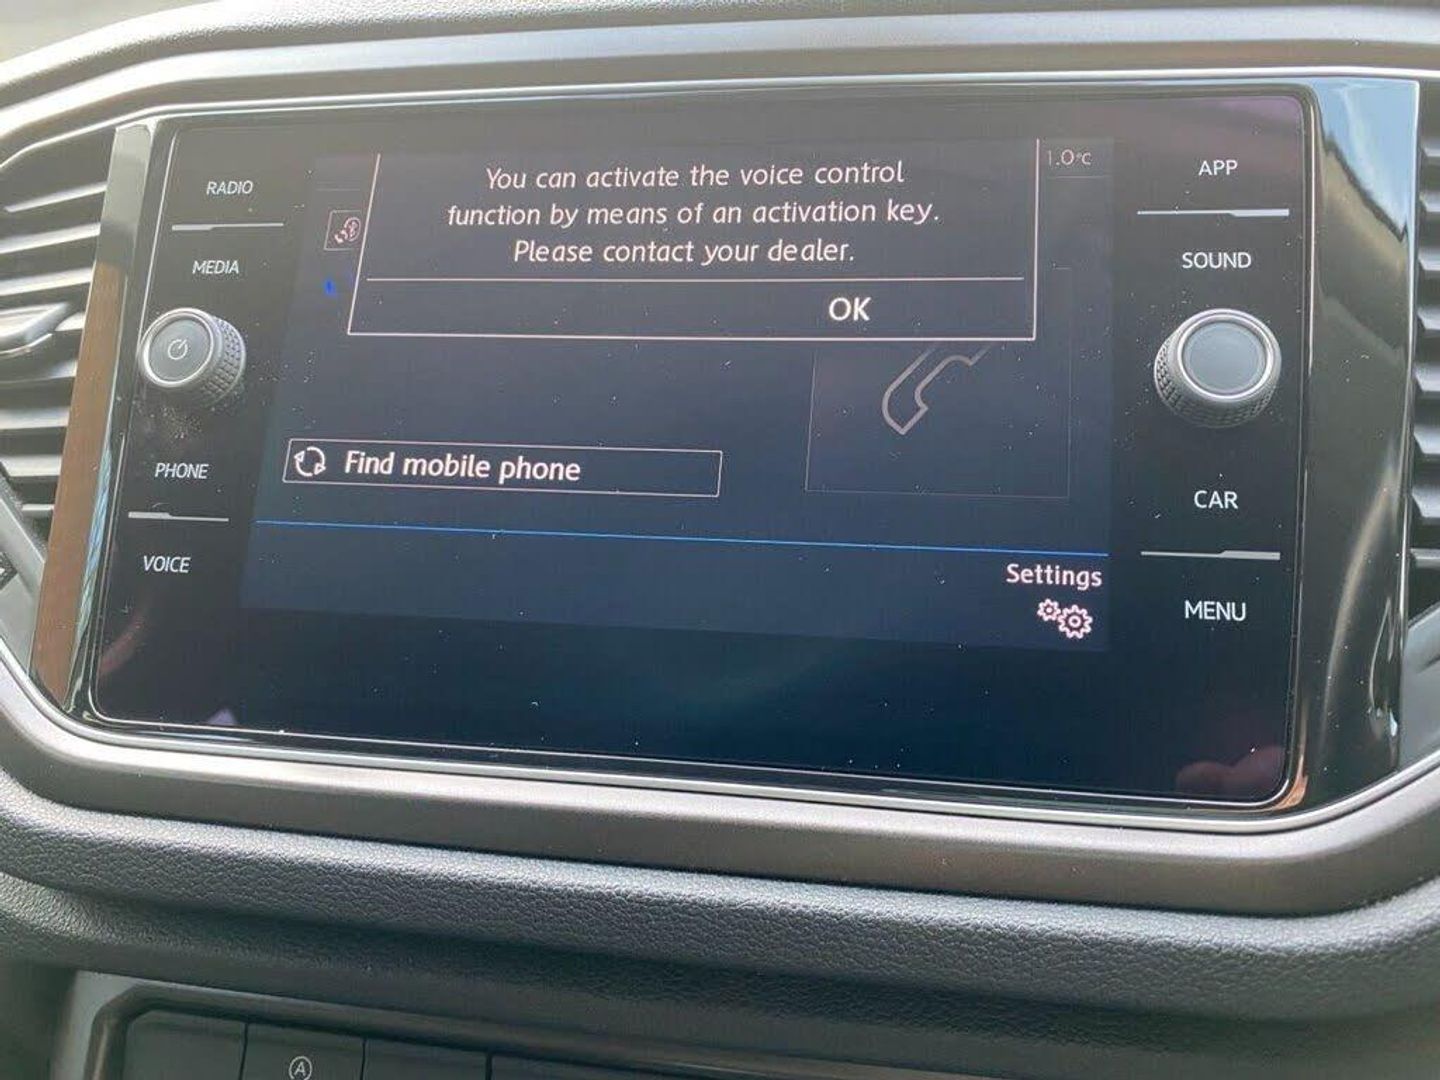 RADIO
MEDIA
PHONE
VOICE
You can activate the voice control
function by means of an activation key.
Please contact your dealer.
OK
1.0°C
Find mobile phone
Settings
APP
SOUND
CAR
MENU
A